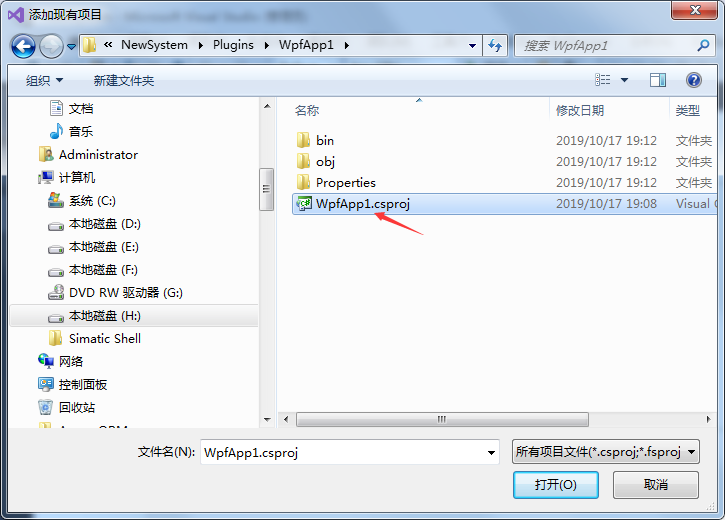 添加现有项目
« NewSystem Plugins WpfApp1
搜索 WpfApp1
组织
新建文件夹
文档
音乐
Administrator
计算机
系统 (C:)
本地磁盘 (D:)
本地磁盘 (E:)
本地磁盘 (F:)
DVD RW 驱动器 (G:)
本地磁盘 (H:)
Simatic Shell
网络
控制面板
回收站
名称 修改日期 类型
bin 2019/10/17 19:12 文件夹
obj 2019/10/17 19:12 文件夹
Properties 2019/10/17 19:12 文件夹
WpfApp1.csproj 2019/10/17 19:08 Visual
文件名(N): WpfApp1.csproj
所有项目文件(*.csproj;*.fsproj
打开(O)
取消